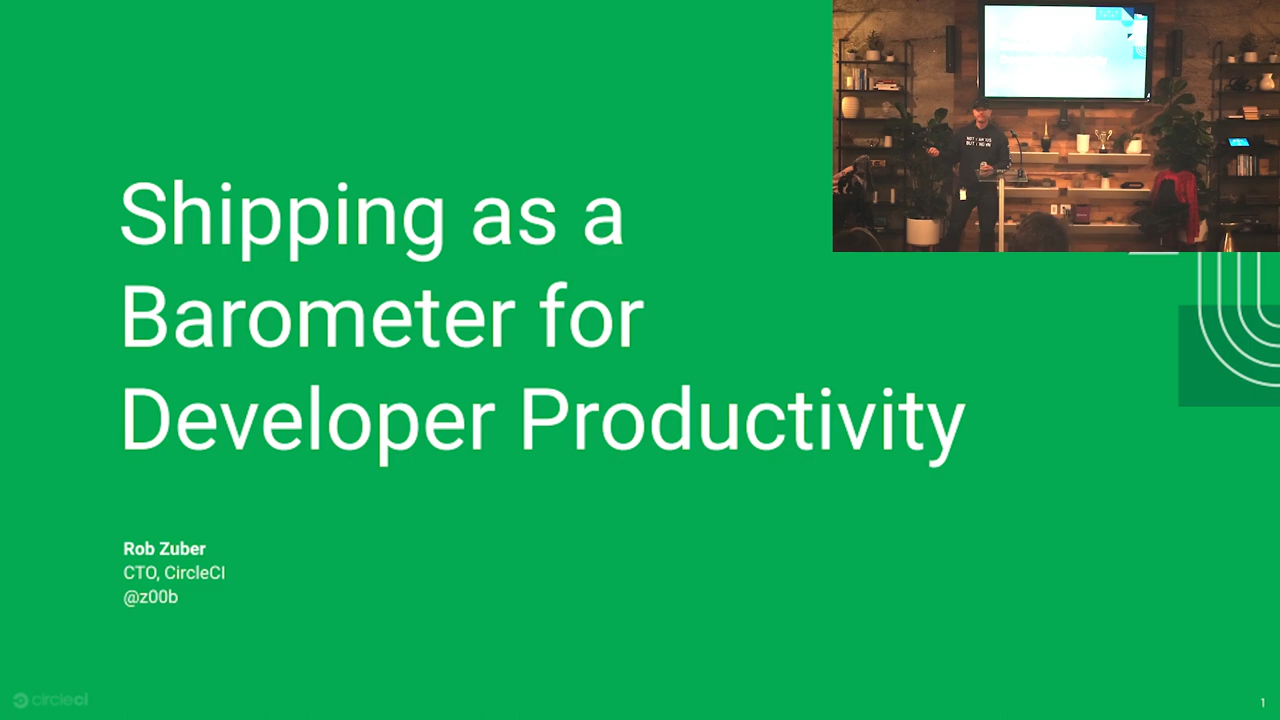 Shipping as a
Barometer for
Developer Productivity
Rob Zuber
CTO, CircleCI
@z00b
circleci
1